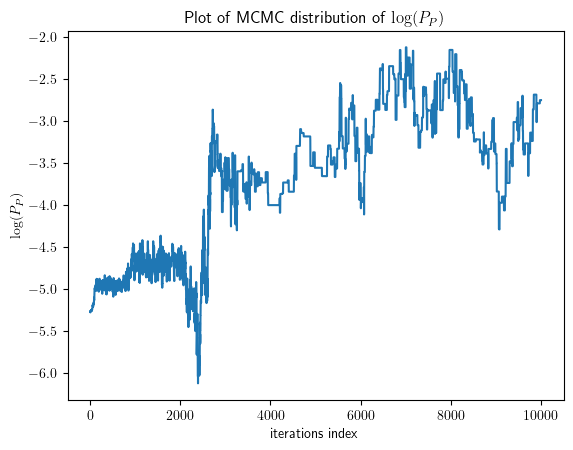 Plot of MCMC distribution of log(P_P)
−2.0
−2.5
−3.0
−3.5
−4.0
−4.5
−5.0
−5.5
−6.0
log(P_P)
0 2000 4000 6000 8000 10000
iterations index